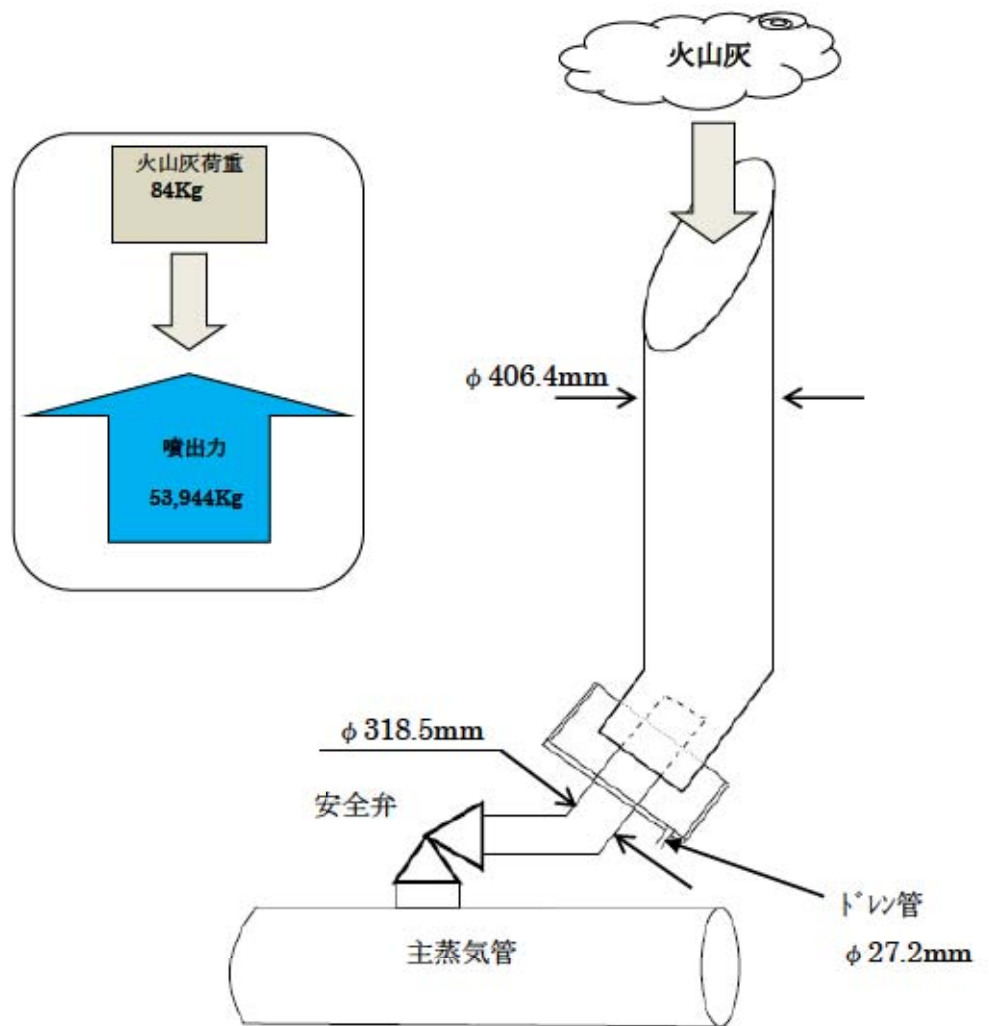 火山灰
火山灰荷重
84Kg
φ406.4mm
噴出力
53,944Kg
φ318.5mm
安全弁
ﾄﾞﾚﾝ管
主蒸気管
φ27.2mm